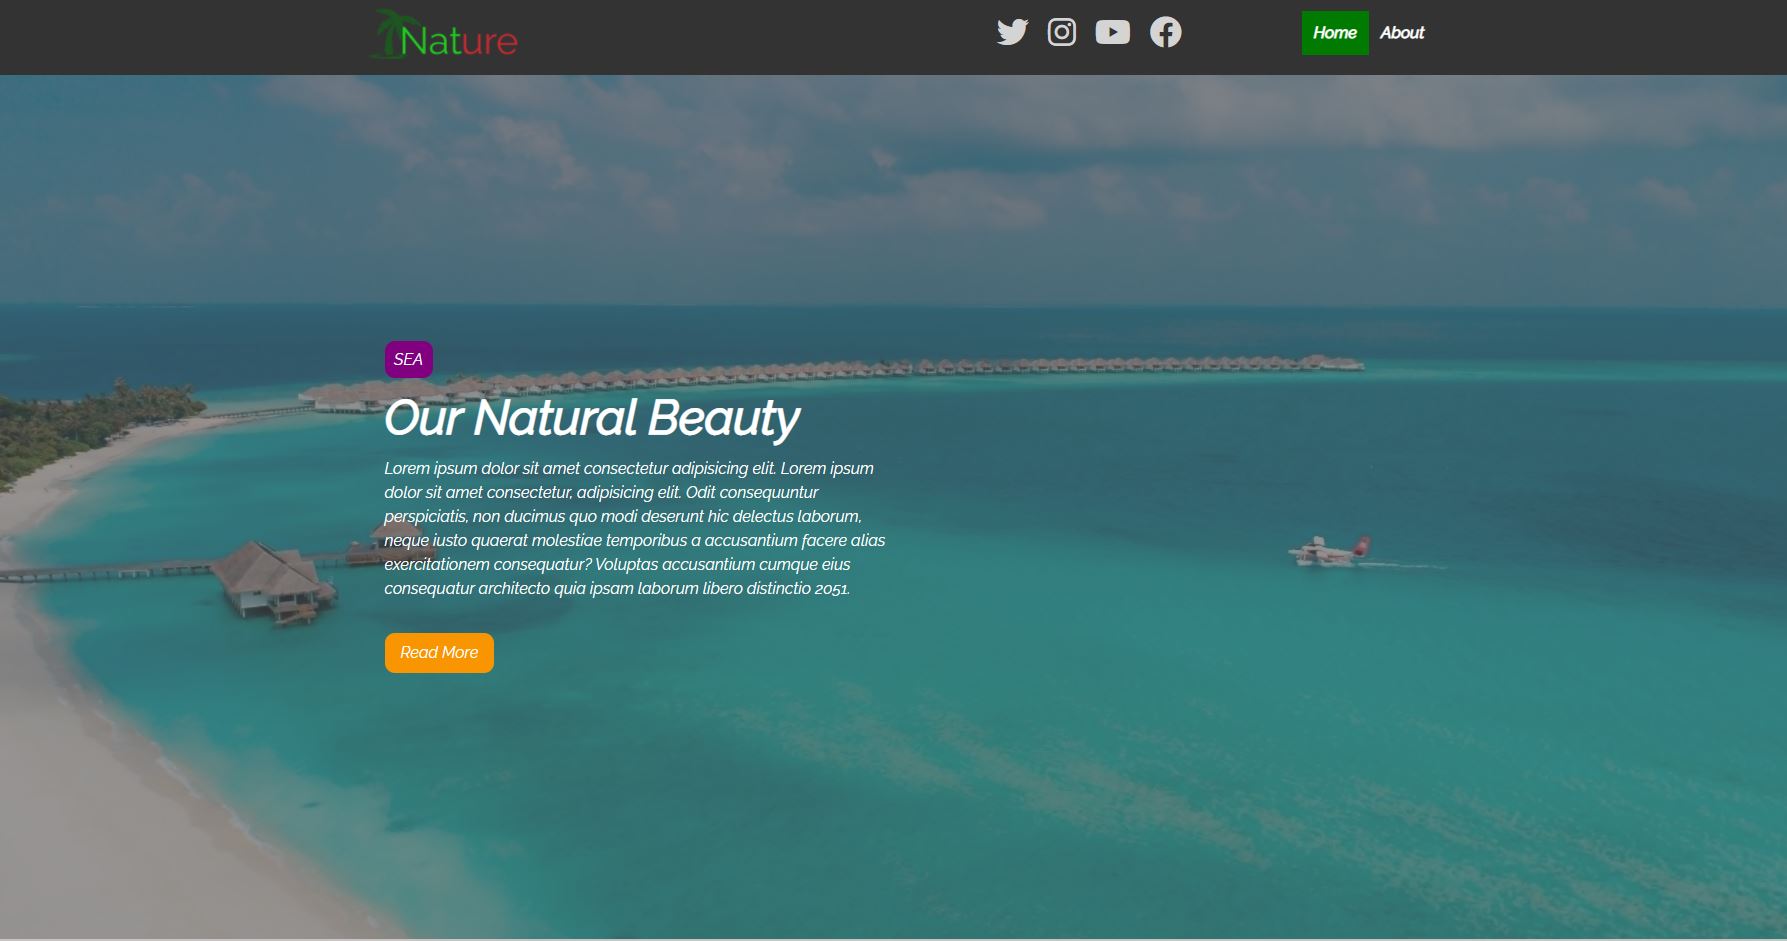 Nature
Home About
SEA
Our Natural Beauty
Lorem ipsum dolor sit amet consectetur adipisicing elit. Lorem ipsum
dolor sit amet consectetur, adipisicing elit. Odit consequuntur
perspiciatis, non ducimus quo modi deserunt hic delectus laborum,
neque iusto quaerat molestiae temporibus a accusantium facere alias
exercitationem consequatur? Voluptas accusantium cumque eius
consequatur architecto quia ipsam laborum libero distinctio 2051.
Read More